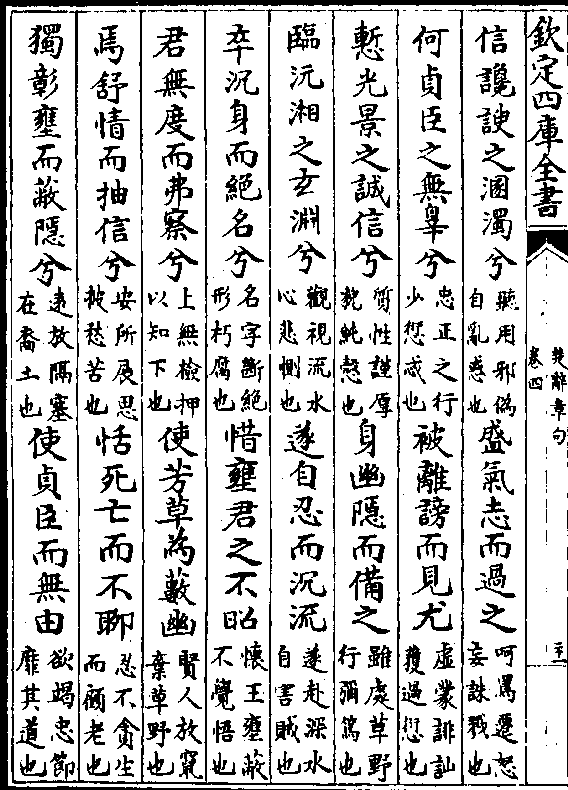 欽定四庫全書
楚辭章句
卷四
信讒諛之溷濁兮聽用邪偽自亂惑也盛氣志而過之呵罵遷怒妄誅戮也
何貞臣之無辠兮忠正之行少愆忒也被離謗而見尤虛蒙誹訕獲過愆也
慙光景之誠信兮質性謹厚貌純慤也身幽隱而備之雖處草野行彌篤也
臨沅湘之玄淵兮觀視流水心悲惻也遂自忍而沉流遂赴深水自害賊也
卒沉身而絕名兮名字斷絕形朽腐也惜壅君之不昭懷王壅蔽不覺悟也
君無度而弗察兮上無檢押以知下也使芳草為藪幽賢人放竄棄草野也
焉舒情而抽信兮安所展思披愁苦也恬死亡而不聊忍不貪生而顧老也
獨彰壅而蔽隱兮遠放隔塞在裔土也使貞臣而無由欲竭忠節靡其道也